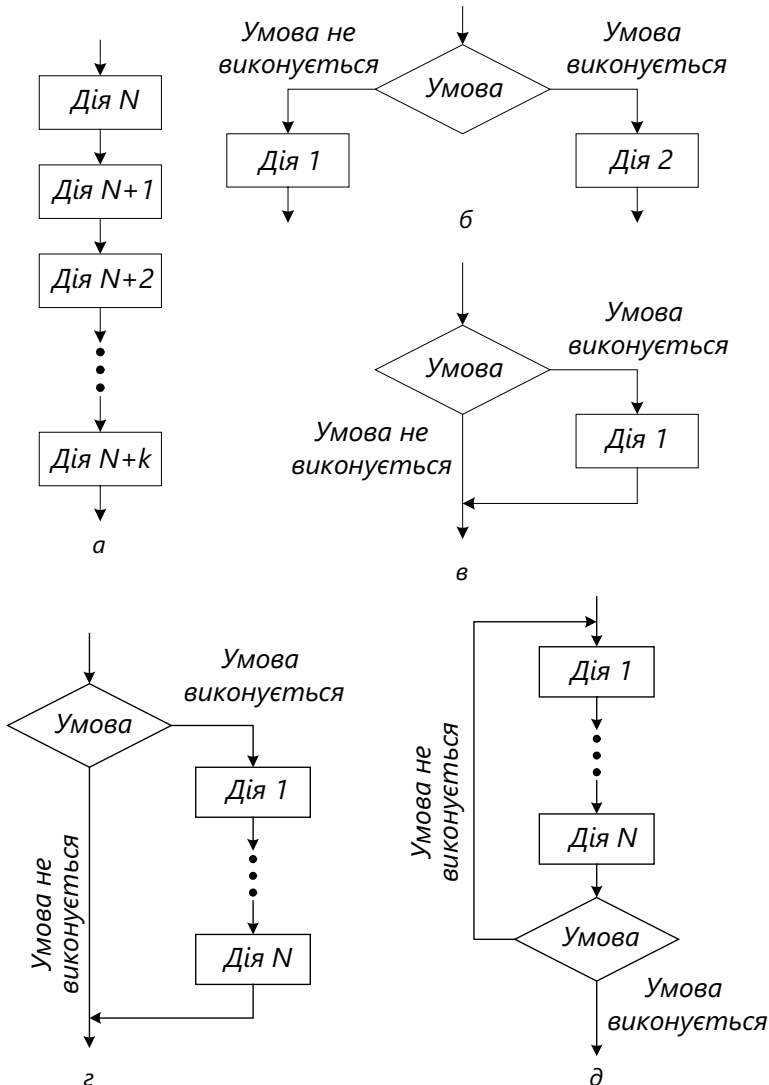 Дія N
Дія N+1
Дія N+2
Дія N+k
а
Умова не
виконується
Умова
Умова
виконується
Дія 1
Дія 2
б
Умова
Умова
виконується
Умова не
виконується
Дія 1
в
Умова
Умова
виконується
Дія 1
Умова не
виконується
Дія N
г
Дія 1
Умова не
виконується
Дія N
Умова
Умова
виконується
д